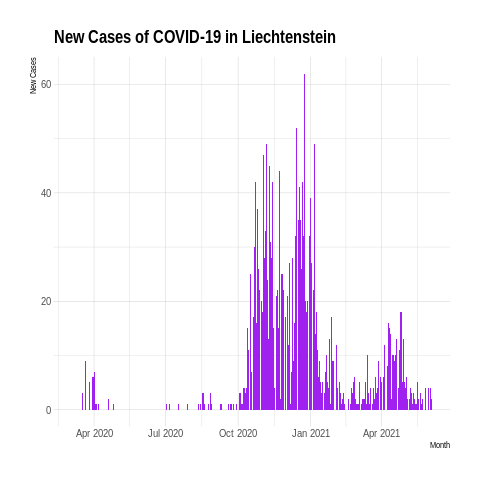 New Cases of COVID-19 in Liechtenstein
New Cases
60
40
20
0
Apr 2020 Jul 2020 Oct 2020 Jan 2021 Apr 2021
Month